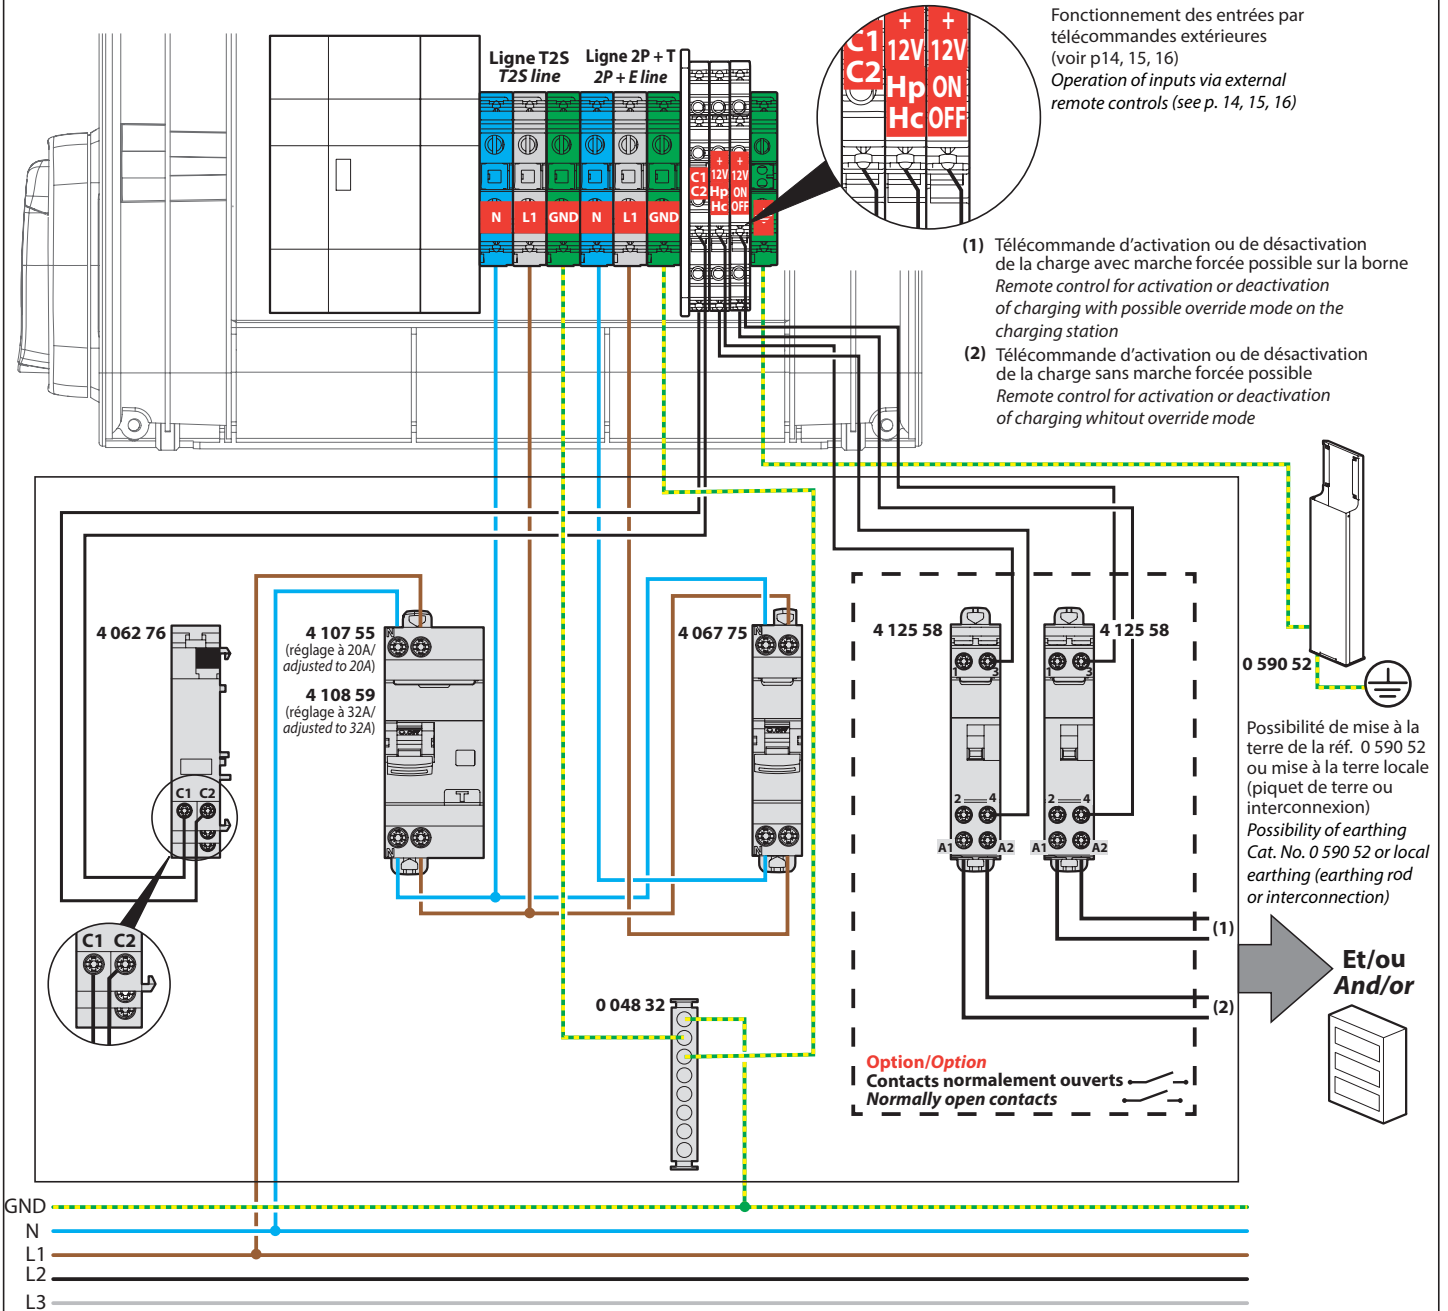 Ligne T2S
T2S line
Ligne 2P + T
2P + E line
N
L1
GND
N
L1
GND
C1
C2
+
12V
Hp
Hc
+
12V
ON
OFF
C1
C2
+
12V
Hp
Hc
+
12V
ON
OFF
Fonctionnement des entrées par
télécommandes extérieures
(voir p14, 15, 16)
Operation of inputs via external
remote controls (see p. 14, 15, 16)
(1) Télécommande d’activation ou de désactivation
de la charge avec marche forcée possible sur la borne
Remote control for activation or deactivation
of charging with possible override mode on the
charging station
(2) Télécommande d’activation ou de désactivation
de la charge sans marche forcée possible
Remote control for activation or deactivation
of charging whitout override mode
4 062 76
C1 C2
C1 C2
4 107 55
(réglage à 20A/
adjusted to 20A)
4 108 59
(réglage à 32A/
adjusted to 32A)
N
N
4 067 75
N
N
4 125 58
1 3
2 4
A1 A2
4 125 58
1 3
2 4
A1 A2
(1)
(2)
0 590 52
Possibilité de mise à la
terre de la réf. 0 590 52
ou mise à la terre locale
(piquet de terre ou
interconnexion)
Possibility of earthing
Cat. No. 0 590 52 or local
earthing (earthing rod
or interconnection)
Et/ou
And/or
0 048 32
Option/Option
Contacts normalement ouverts
Normally open contacts
GND
N
L1
L2
L3